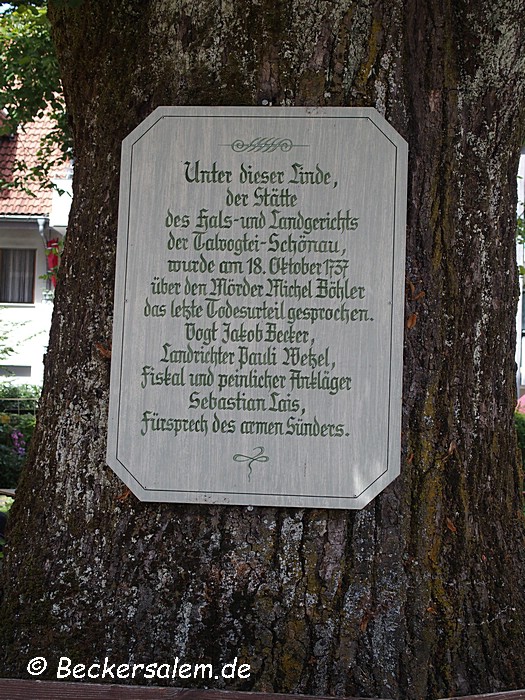 Unter dieser Linde,
der Stätte
des Hals- und Landgerichts
der Talvogtei-Schönau,
wurde am 18. Oktober 1737
über den Mörder Michel Böhler
das letzte Todesurteil gesprochen.
Vogt Jakob Becker,
Landrichter Pauli Wetzel,
Fiskal und peinlicher Ankläger
Sebastian Lais,
Fürsprech des armen Sünders.
© Beckersalem.de